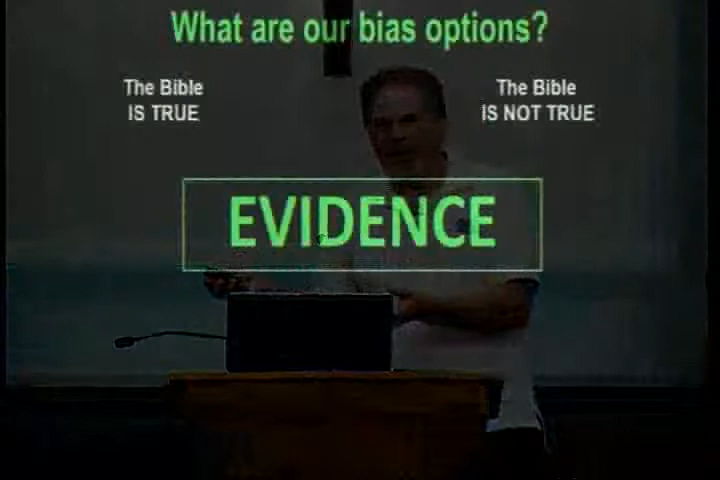 What are our bias options?
The Bible
IS TRUE
The Bible
IS NOT TRUE
EVIDENCE